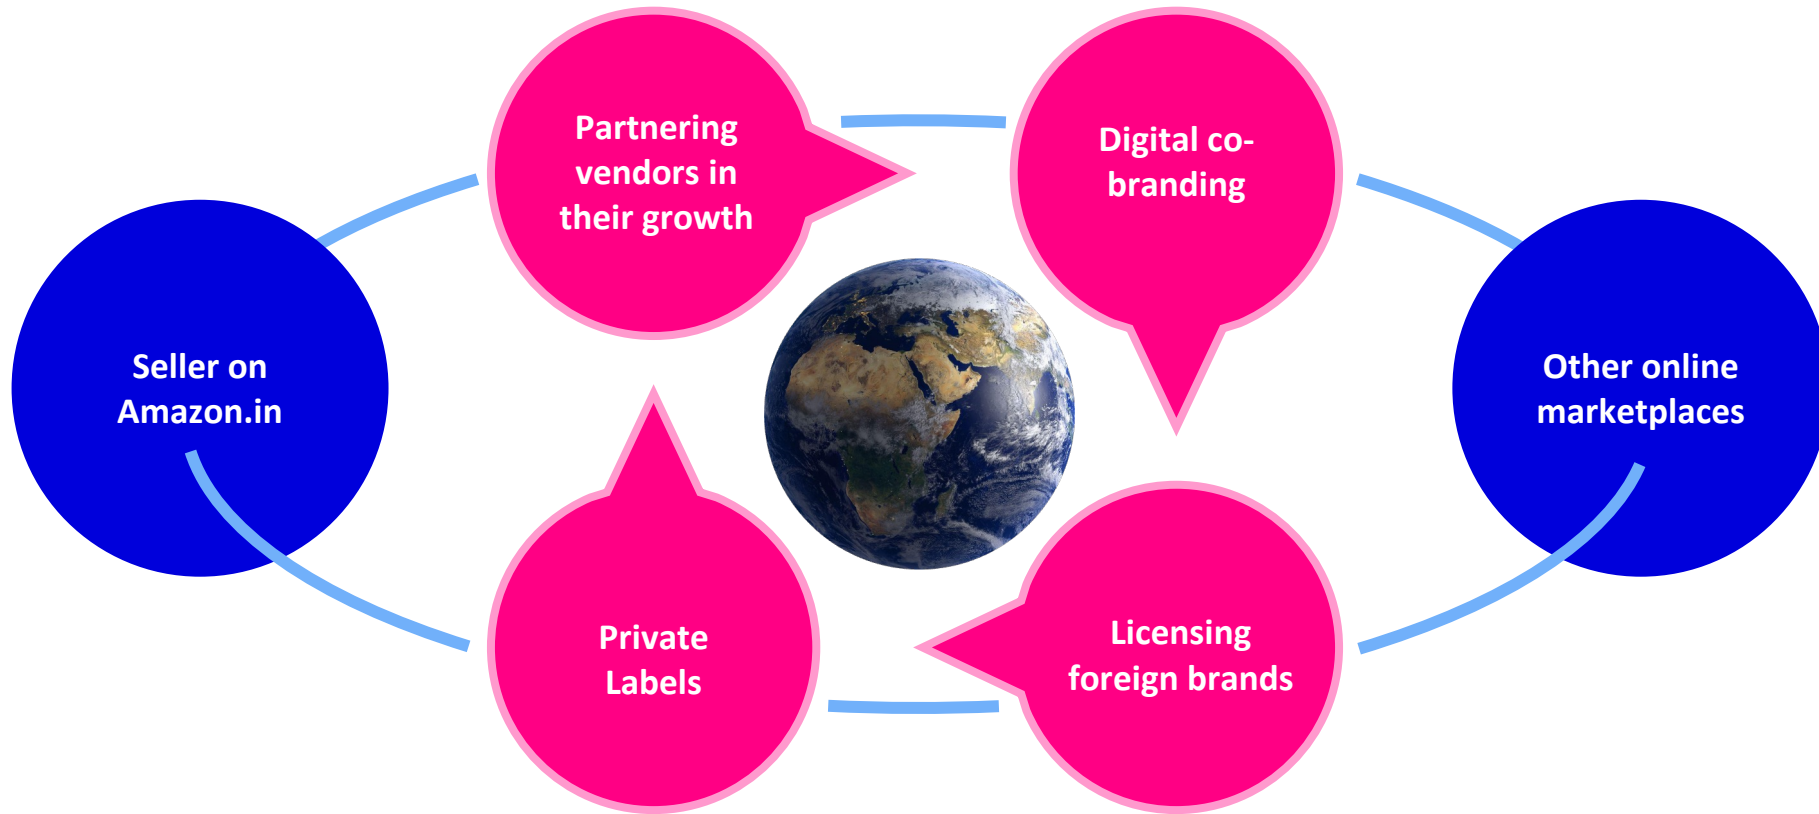 Partnering
vendors in
their growth
Digital co-
branding
Seller on
Amazon.in
Other online
marketplaces
Private
Labels
Licensing
foreign brands